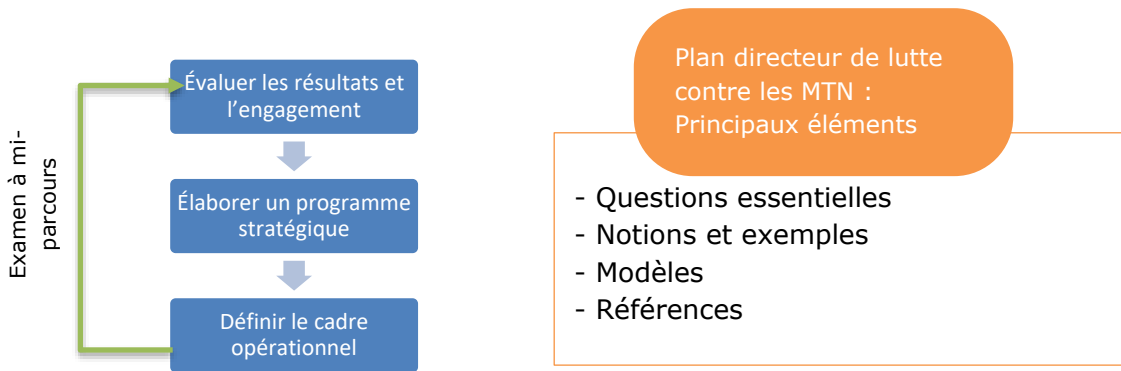 Examen à mi-
parcours
Évaluer les résultats et
l'engagement
Élaborer un programme
stratégique
Définir le cadre
opérationnel
Plan directeur de lutte
contre les MTN :
Principaux éléments
- Questions essentielles
- Notions et exemples
- Modèles
- Références